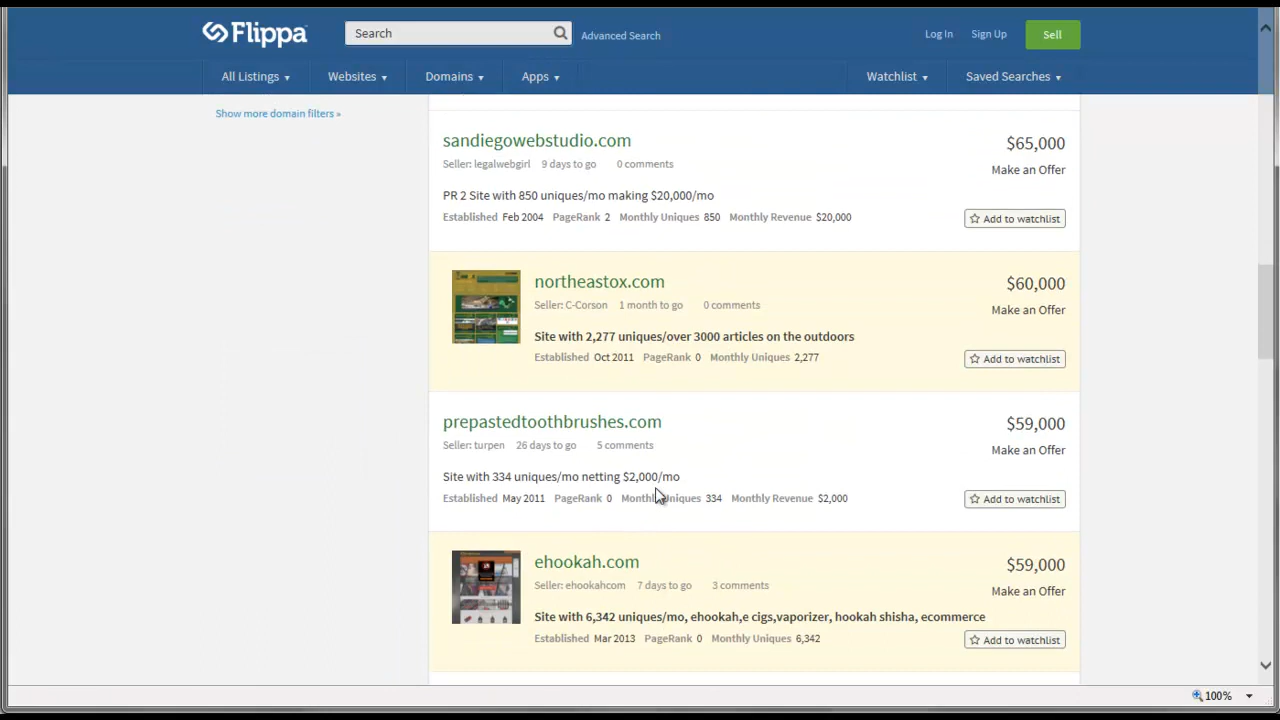 Flippa
Search
Advanced Search
Log In
Sign Up
Sell
All Listings
Websites
Domains
Apps
Watchlist
Saved Searches
Show more domain filters »
sandiegowebstudio.com
$65,000
Seller: legalwebgirl 9 days to go 0 comments
Make an Offer
PR 2 Site with 850 uniques/mo making $20,000/mo
Established Feb 2004 PageRank 2 Monthly Uniques 850 Monthly Revenue $20,000
Add to watchlist
northeastox.com
$60,000
Seller: C-Corson 1 month to go 0 comments
Make an Offer
Site with 2,277 uniques/over 3000 articles on the outdoors
Established Oct 2011 PageRank 0 Monthly Uniques 2,277
Add to watchlist
prepastedtoothbrushes.com
$59,000
Seller: turpen 26 days to go 5 comments
Make an Offer
Site with 334 uniques/mo netting $2,000/mo
Established May 2011 PageRank 0 Monthly Uniques 334 Monthly Revenue $2,000
Add to watchlist
ehookah.com
$59,000
Seller: ehookahcom 7 days to go 3 comments
Make an Offer
Site with 6,342 uniques/mo, ehookah,e cigs,vaporizer, hookah shisha, ecommerce
Established Mar 2013 PageRank 0 Monthly Uniques 6,342
Add to watchlist
100%